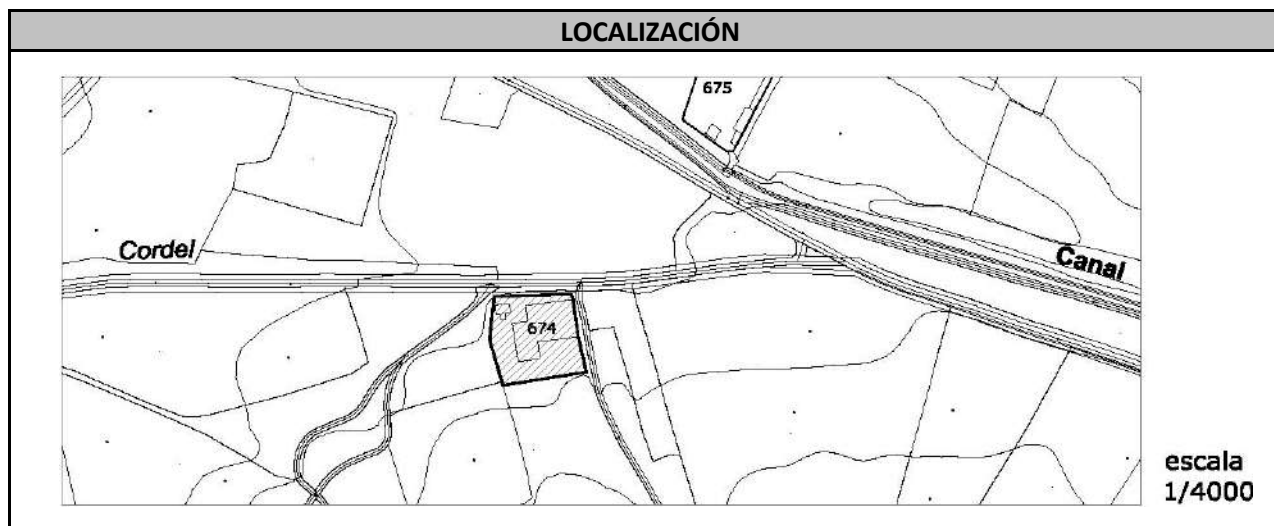 LOCALIZACIÓN
675
Cordel
Canal
674
escala
1/4000